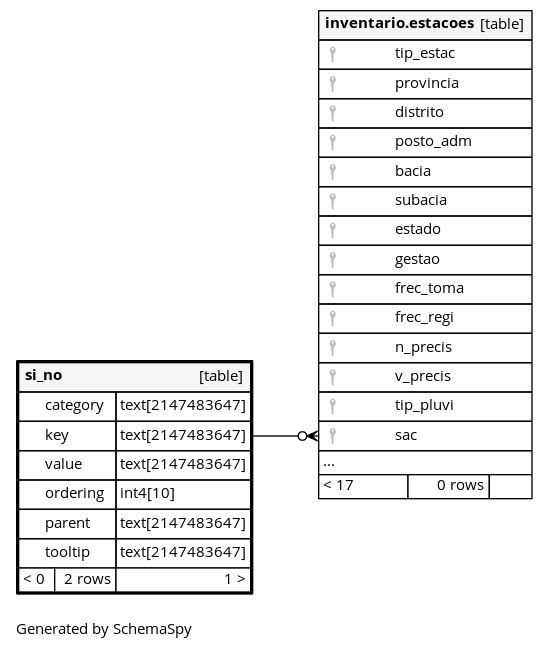 inventario.estacoes [table]
tip_estac
provincia
distrito
posto_adm
bacia
subacia
estado
gestao
frec_toma
frec_regi
n_precis
v_precis
tip_pluvi
sac
...
< 17 0 rows
si_no [table]
category text[2147483647]
key text[2147483647]
value text[2147483647]
ordering int4[10]
parent text[2147483647]
tooltip text[2147483647]
< 0 2 rows 1 >
Generated by SchemaSpy